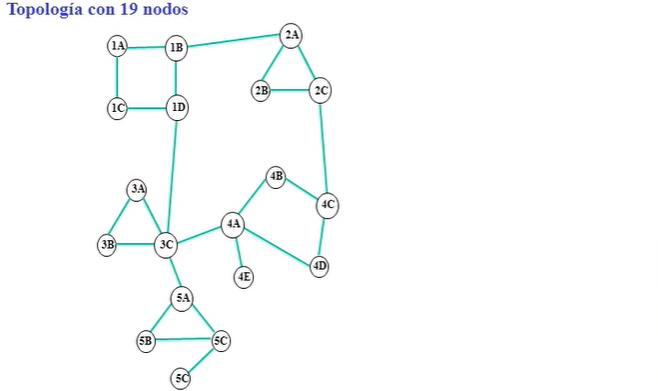 Topología con 19 nodos
1A 1B 2A
2B 2C
1C 1D
3A 4B
4C
4A
3B 3C
4E 4D
5A
5B 5C
5C